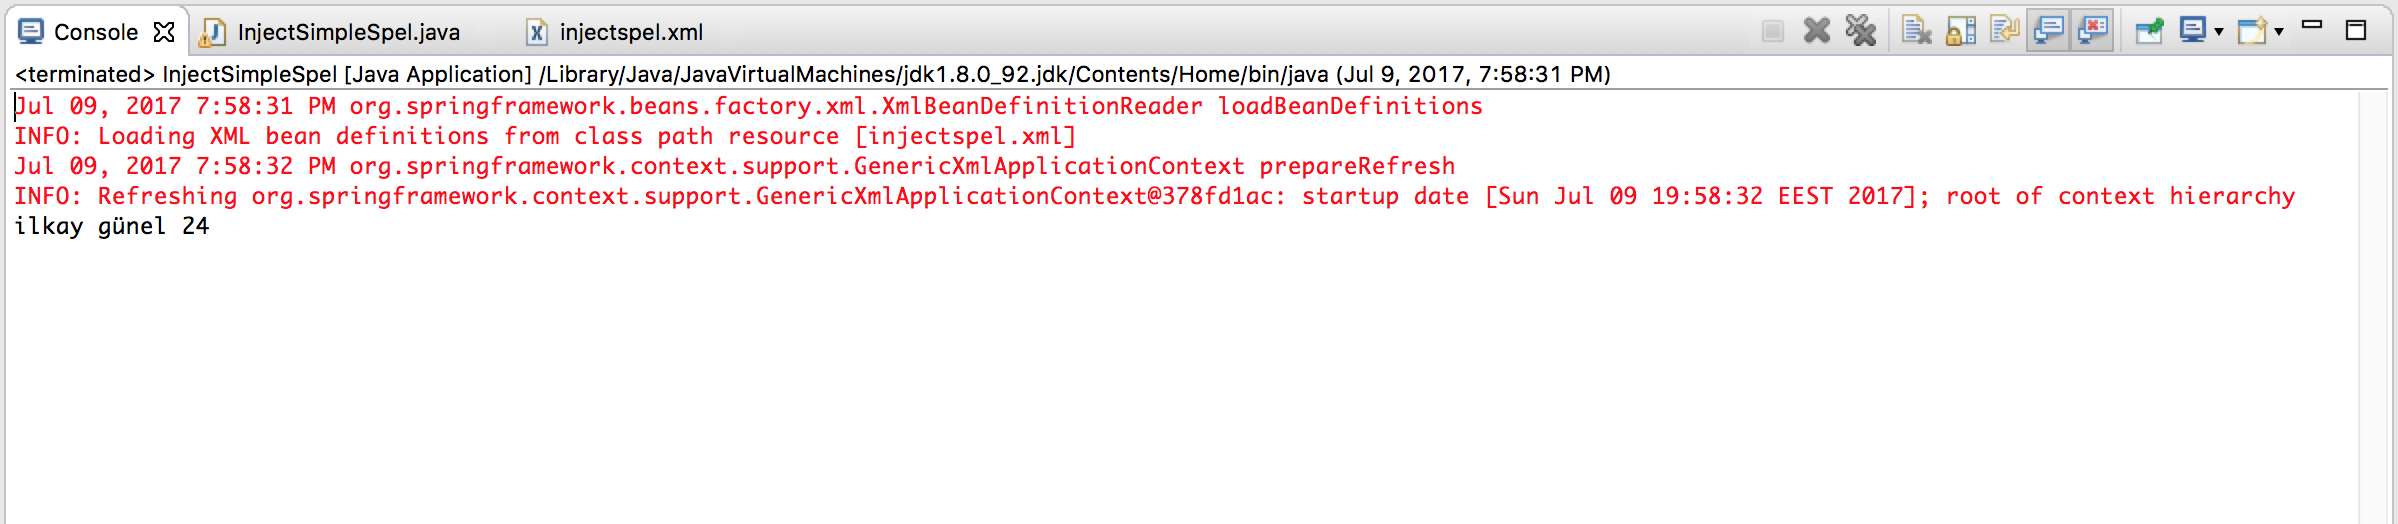 Console InjectSimpleSpel.java injectspel.xml
<terminated> InjectSimpleSpel [Java Application] /Library/Java/JavaVirtualMachines/jdk1.8.0_92.jdk/Contents/Home/bin/java (Jul 9, 2017, 7:58:31 PM)
Jul 09, 2017 7:58:31 PM org.springframework.beans.factory.xml.XmlBeanDefinitionReader loadBeanDefinitions
INFO: Loading XML bean definitions from class path resource [injectspel.xml]
Jul 09, 2017 7:58:32 PM org.springframework.context.support.GenericXmlApplicationContext prepareRefresh
INFO: Refreshing org.springframework.context.support.GenericXmlApplicationContext@378fd1ac: startup date [Sun Jul 09 19:58:32 EEST 2017]; root of context hierarchy
ilkay günel 24